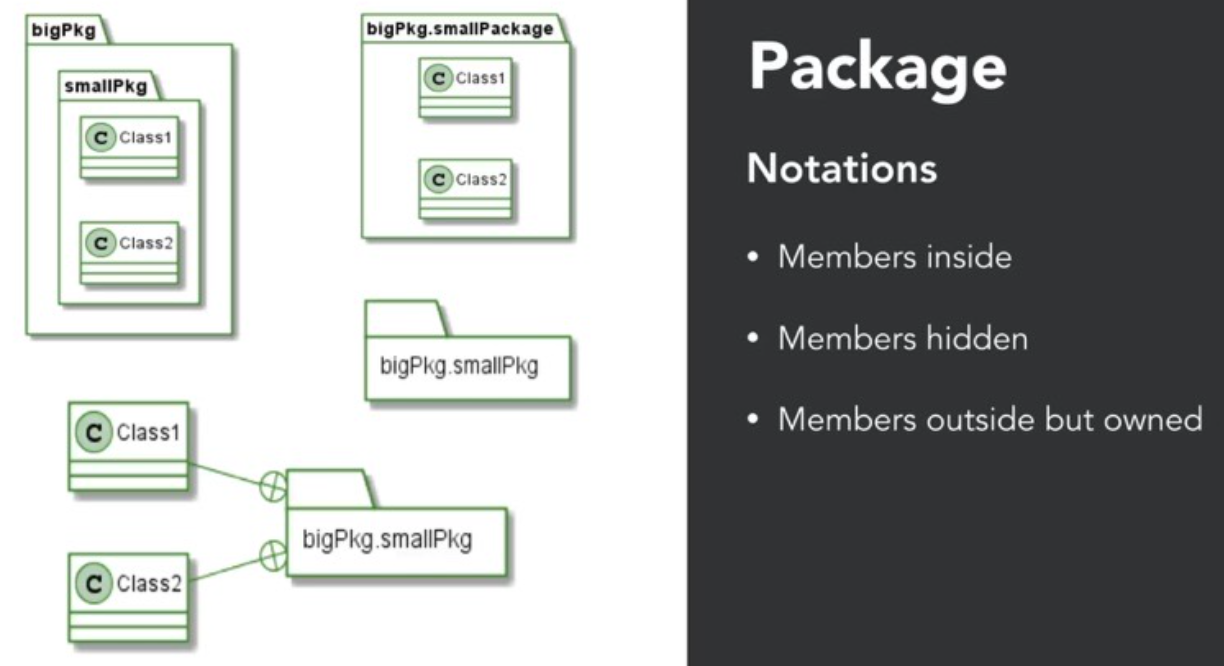 bigPkg
smallPkg
C Class1
C Class2
bigPkg.smallPackage
C Class1
C Class2
bigPkg.smallPkg
C Class1
C Class2
bigPkg.smallPkg
Package
Notations
• Members inside
• Members hidden
• Members outside but owned